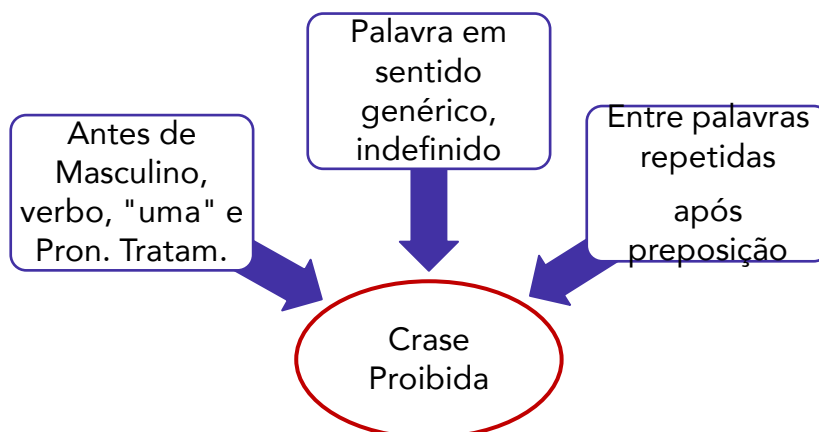 Antes de
Masculino,
verbo, "uma" e
Pron. Tratam.
Palavra em
sentido
genérico,
indefinido
Entre palavras
repetidas
após
preposição
Crase
Proibida